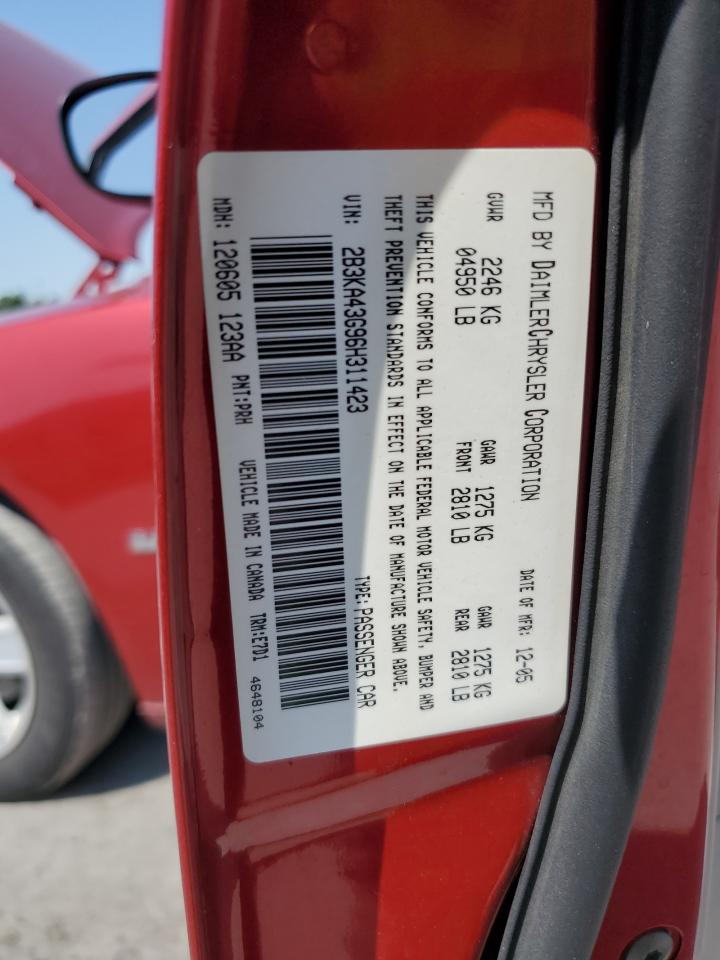 MFD BY DAIMLERCHRYSLER CORPORATION DATE OF MFR: 12-05
GVWR 2246 KG GAWR 1275 KG GAWR 1275 KG
04950 LB FRONT 2810 LB REAR 2810 LB
THIS VEHICLE CONFORMS TO ALL APPLICABLE FEDERAL MOTOR VEHICLE SAFETY, BUMPER AND
THEFT PREVENTION STANDARDS IN EFFECT ON THE DATE OF MANUFACTURE SHOWN ABOVE.
VIN: 2B3KA43G96H311423 TYPE: PASSENGER CAR
MDH: 120605 123AA PNT:PRH VEHICLE MADE IN CANADA TRM:E7D1
4648104